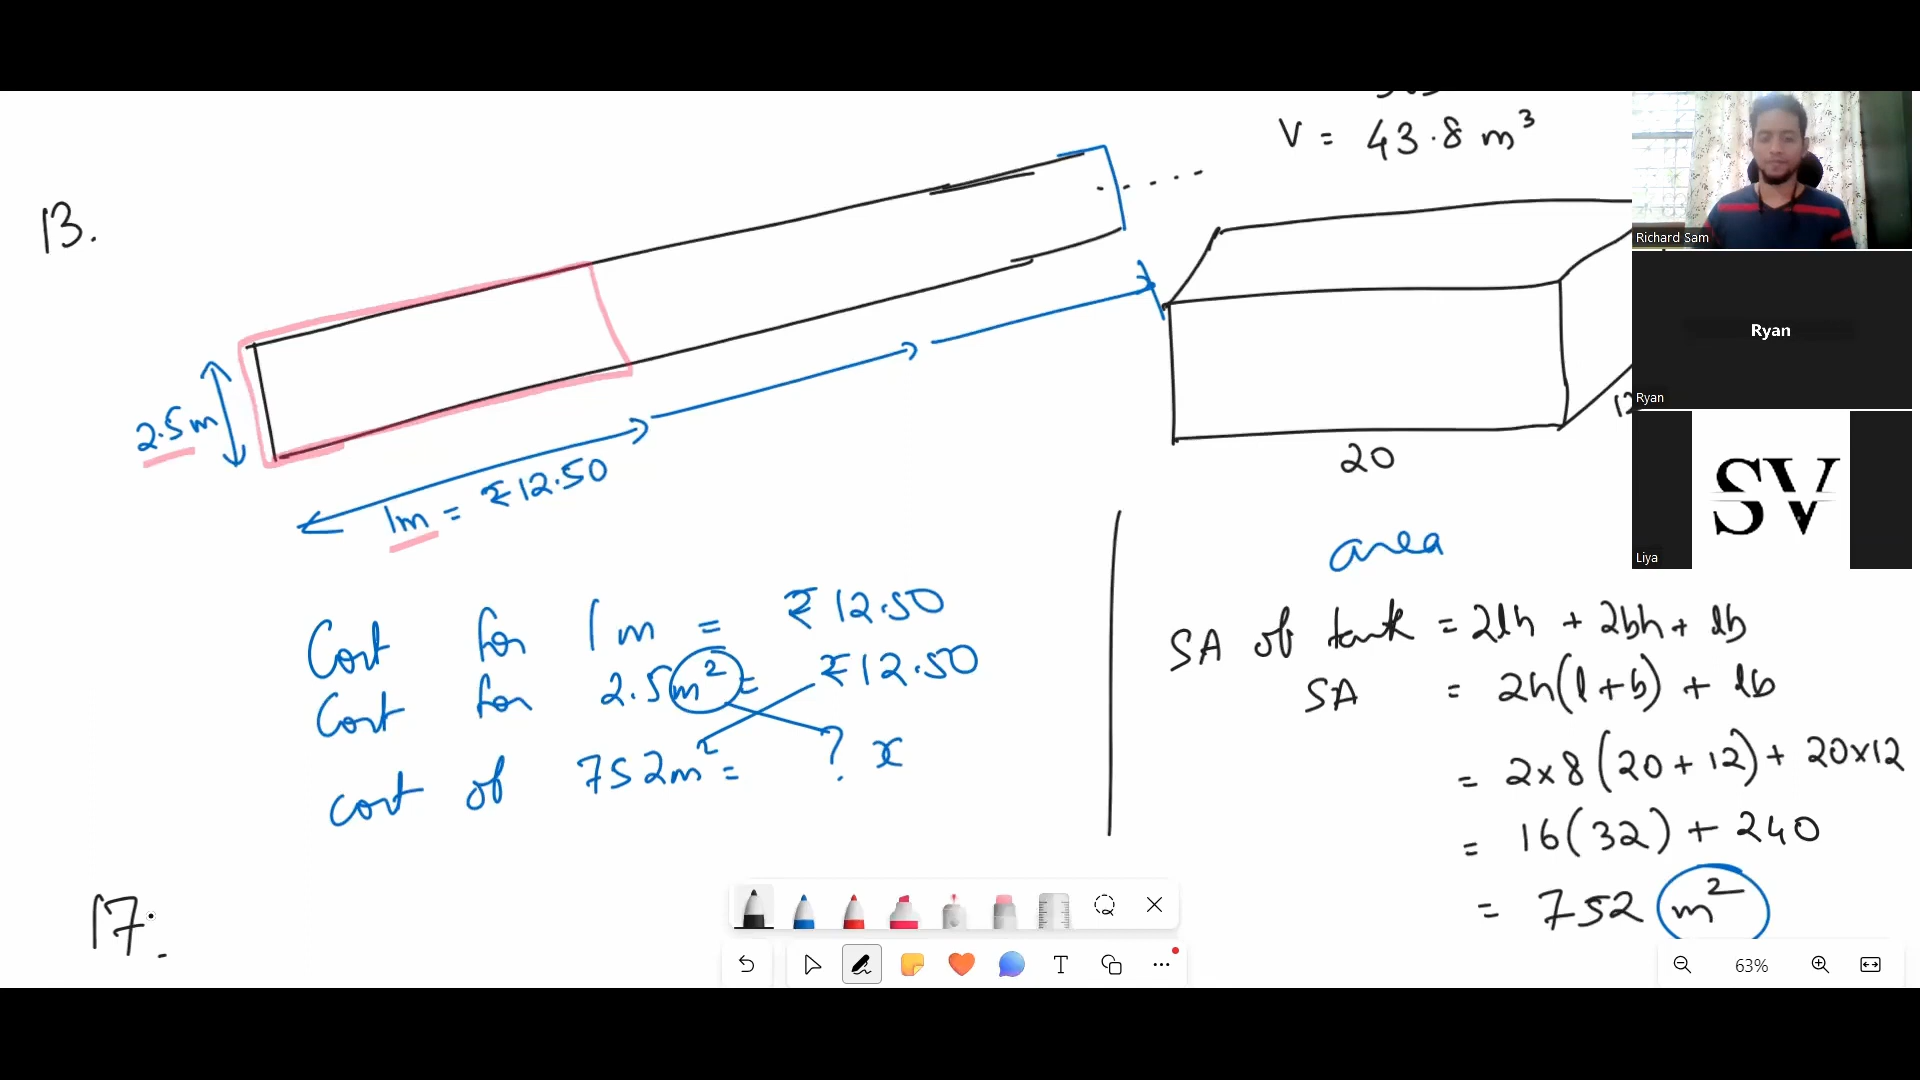 V = 43.8 m³
13.
2.5m
1m = ₹12.50
20
12
Cost for 1m = ₹12.50
Cost for 2.5m² = ₹12.50
cost of 752m² = ? x
area
SA of tank = 2lh + 2bh + lb
SA = 2h(l+b) + lb
= 2×8(20+12) + 20×12
= 16(32) + 240
= 752 m²
17.
Richard Sam
Ryan
Ryan
SV
Liya
T
63%